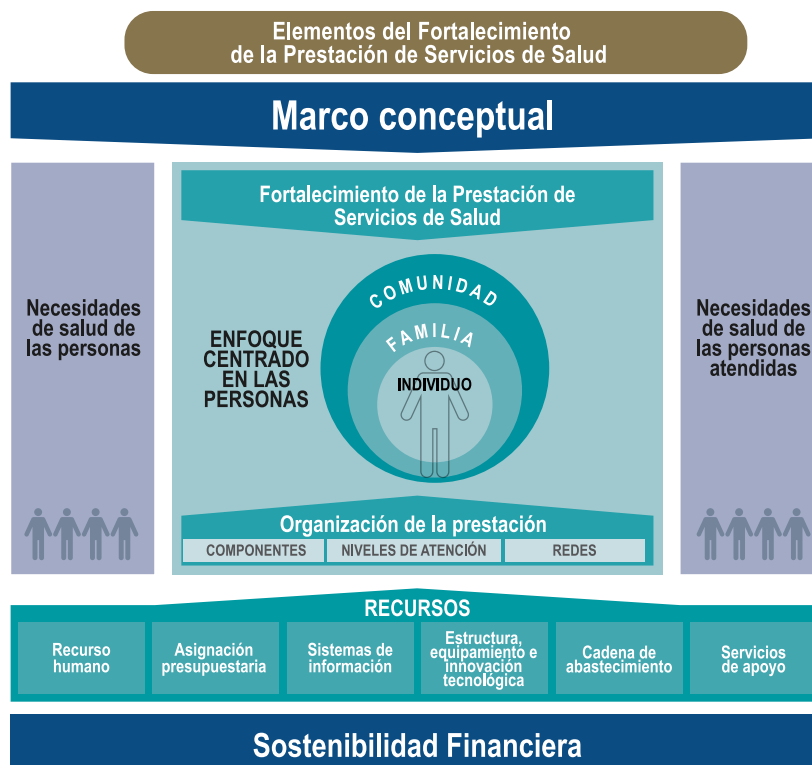 Elementos del Fortalecimiento
de la Prestación de Servicios de Salud
Marco conceptual
Necesidades
de salud de
las personas
Fortalecimiento de la Prestación de
Servicios de Salud
ENFOQUE
CENTRADO
EN LAS
PERSONAS
COMUNIDAD
FAMILIA
INDIVIDUO
Necesidades
de salud de
las personas
atendidas
Organización de la prestación
COMPONENTES
NIVELES DE ATENCIÓN
REDES
RECURSOS
Recurso
humano
Asignación
presupuestaria
Sistemas de
información
Estructura,
equipamiento e
innovación
tecnológica
Cadena de
abastecimiento
Servicios
de apoyo
Sostenibilidad Financiera